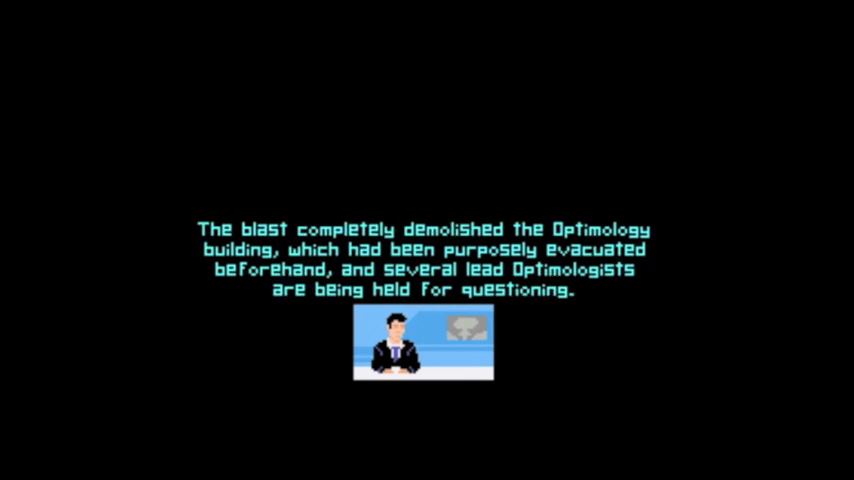 The blast completely demolished the Optimology
building, which had been purposely evacuated
beforehand, and several lead Optimologists
are being held for questioning.